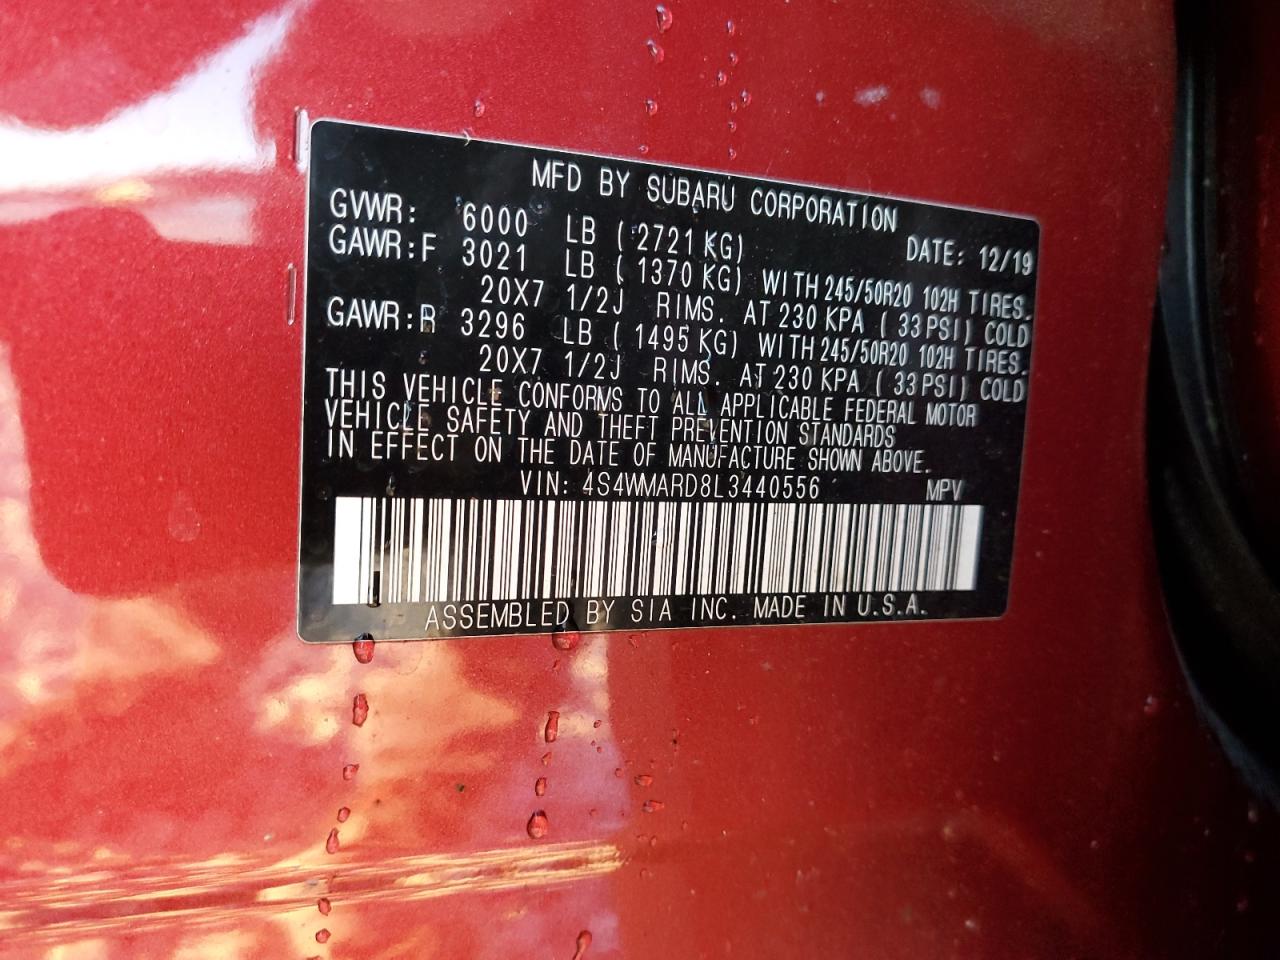 MFD BY SUBARU CORPORATION
GVWR: 6000 LB ( 2721 KG) DATE: 12/19
GAWR:F 3021 LB ( 1370 KG) WITH 245/50R20 102H TIRES.
20X7 1/2J RIMS. AT 230 KPA ( 33 PSI) COLD
GAWR:R 3296 LB ( 1495 KG) WITH 245/50R20 102H TIRES.
20X7 1/2J RIMS. AT 230 KPA ( 33 PSI) COLD
THIS VEHICLE CONFORMS TO ALL APPLICABLE FEDERAL MOTOR
VEHICLE SAFETY AND THEFT PREVENTION STANDARDS
IN EFFECT ON THE DATE OF MANUFACTURE SHOWN ABOVE.
VIN: 4S4WMARD8L3440556 MPV
ASSEMBLED BY SIA INC. MADE IN U.S.A.